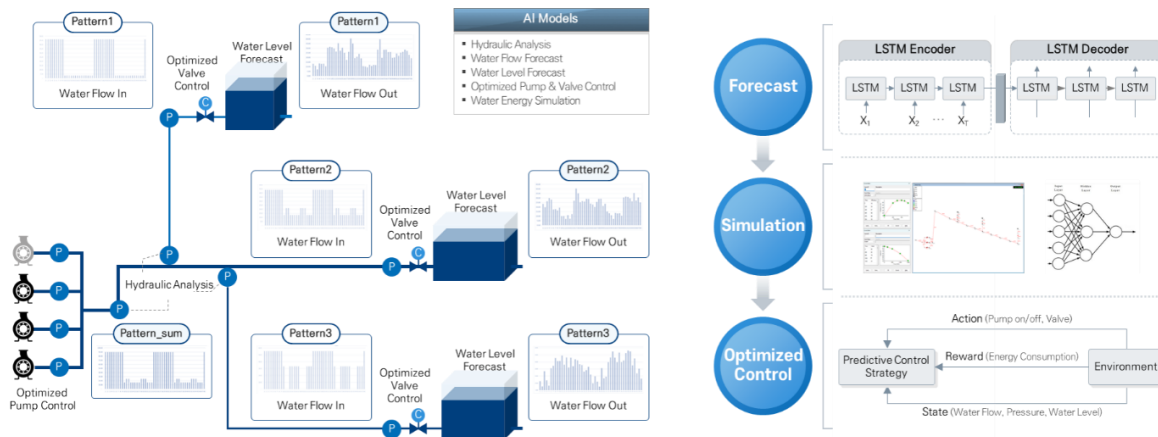 Pattern1
Water Flow In
Optimized
Valve
Control
C
Water Level
Forecast
Pattern1
Water Flow Out
AI Models
Hydraulic Analysis
Water Flow Forecast
Water Level Forecast
Optimized Pump & Valve Control
Water Energy Simulation
P
Pattern2
Water Flow In
Optimized
Valve
Control
C
Water Level
Forecast
Pattern2
Water Flow Out
P
P
P
P
P
P
P
P
Hydraulic Analysis
Optimized
Pump Control
Pattern_sum
Pattern3
Water Flow In
Optimized
Valve
Control
C
P
Water Level
Forecast
Pattern3
Water Flow Out
Forecast
LSTM Encoder
LSTM Decoder
LSTM
LSTM
LSTM
LSTM
LSTM
LSTM
X1
X2
...
XT
Simulation
Optimized
Control
Action (Pump on/off, Valve)
Reward (Energy Consumption)
Predictive Control
Strategy
Environment
State (Water Flow, Pressure, Water Level)